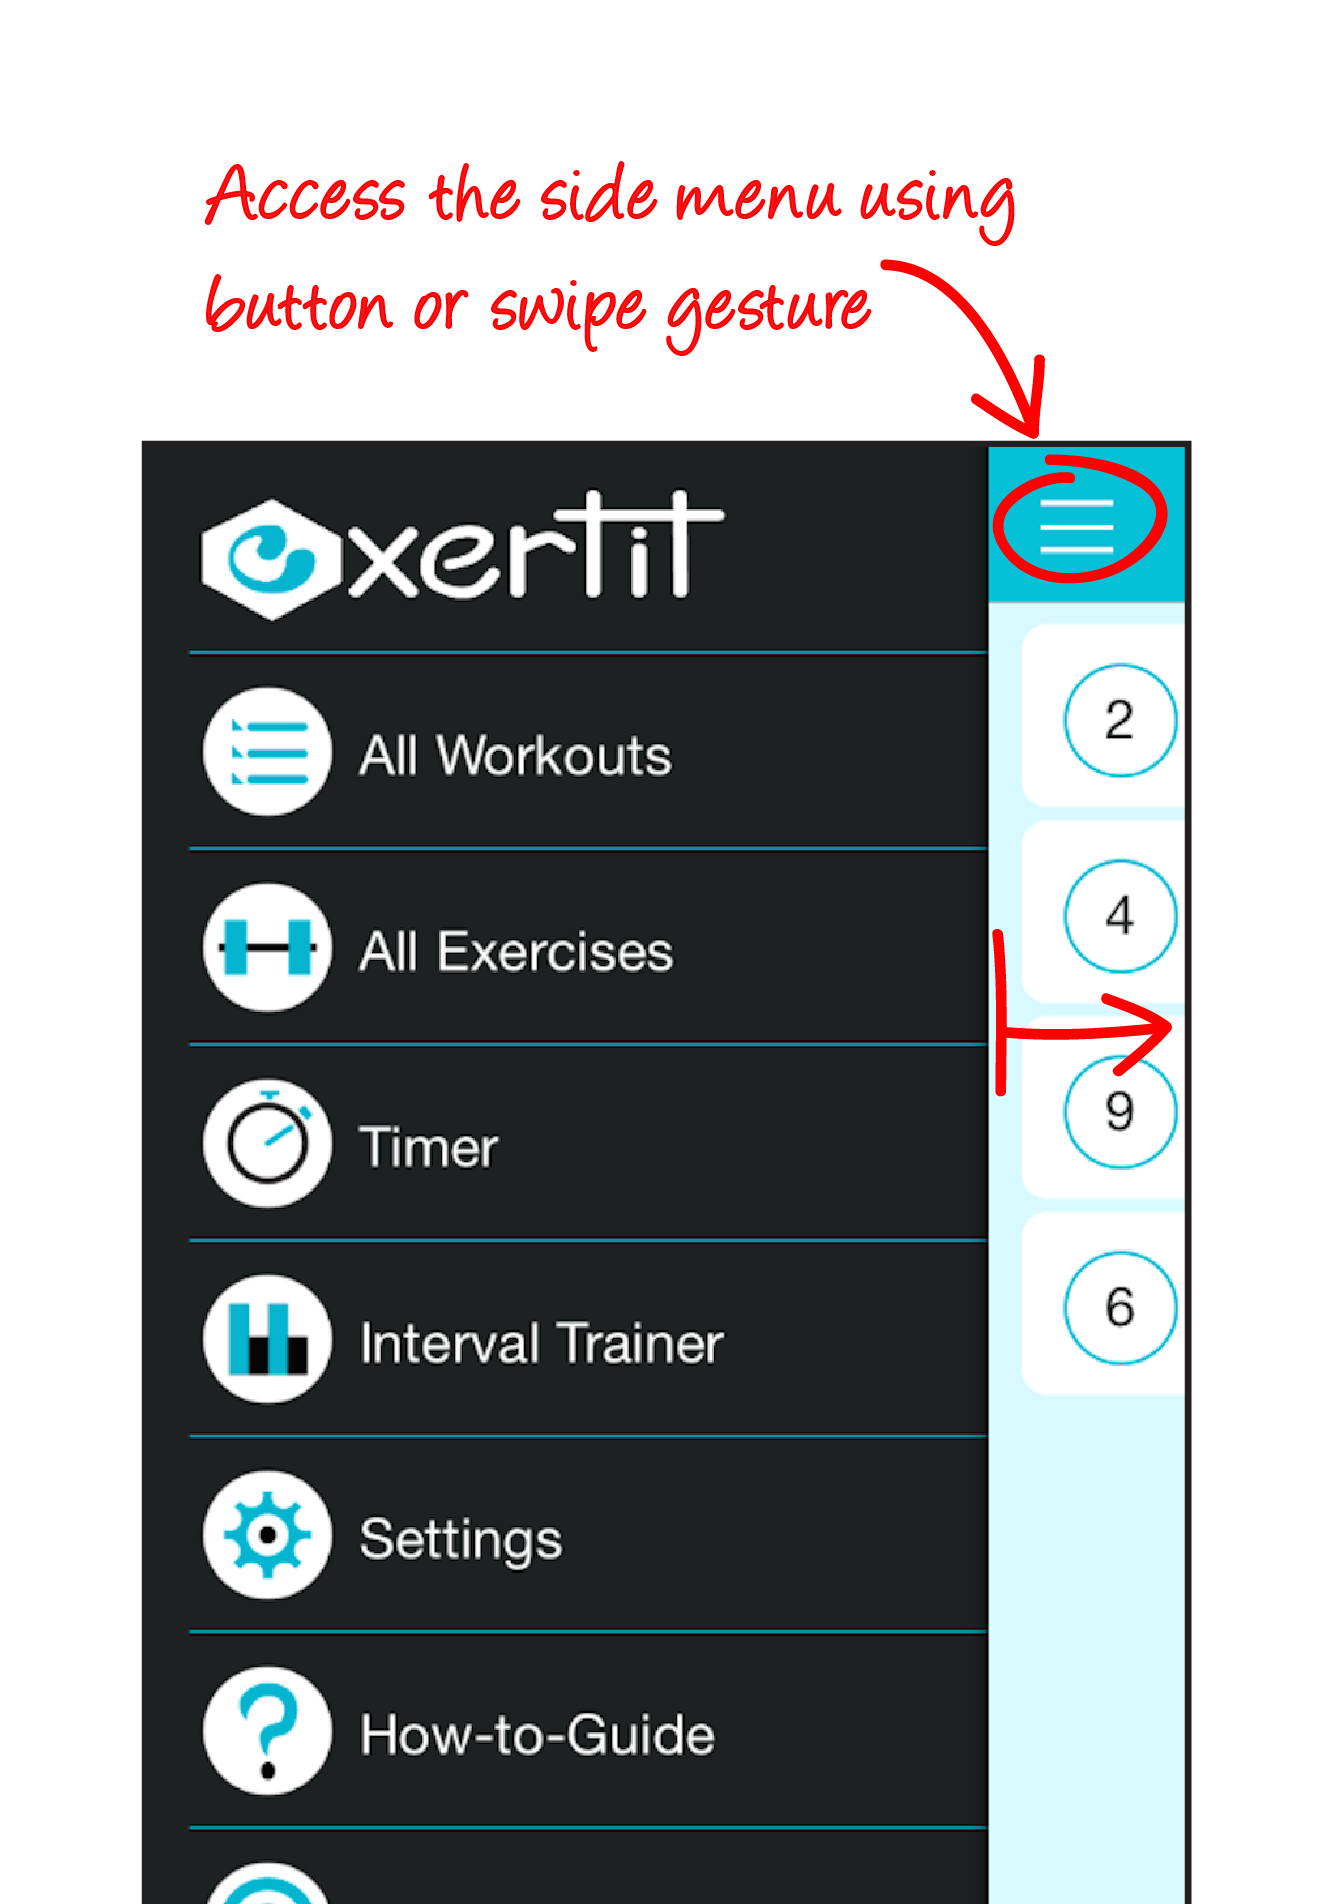 Access the side menu using
button or swipe gesture
exertit
All Workouts
2
All Exercises
4
Timer
9
Interval Trainer
6
Settings
How-to-Guide